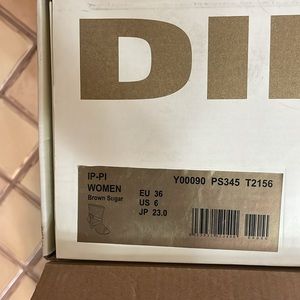 DI
IP-PI
WOMEN
Brown Sugar
EU 36
US 6
JP 23.0
Y00090 PS345 T2156